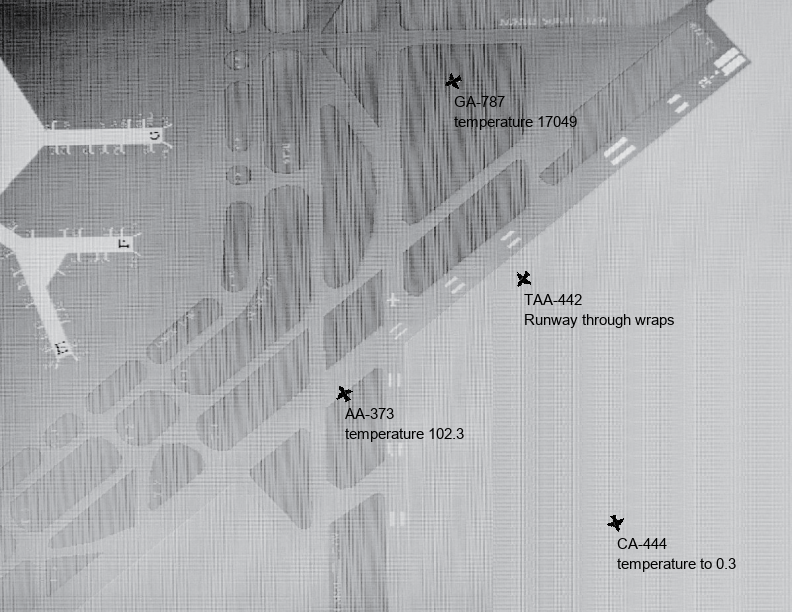 GA-787
temperature 17049
TAA-442
Runway through wraps
AA-373
temperature 102.3
CA-444
temperature to 0.3